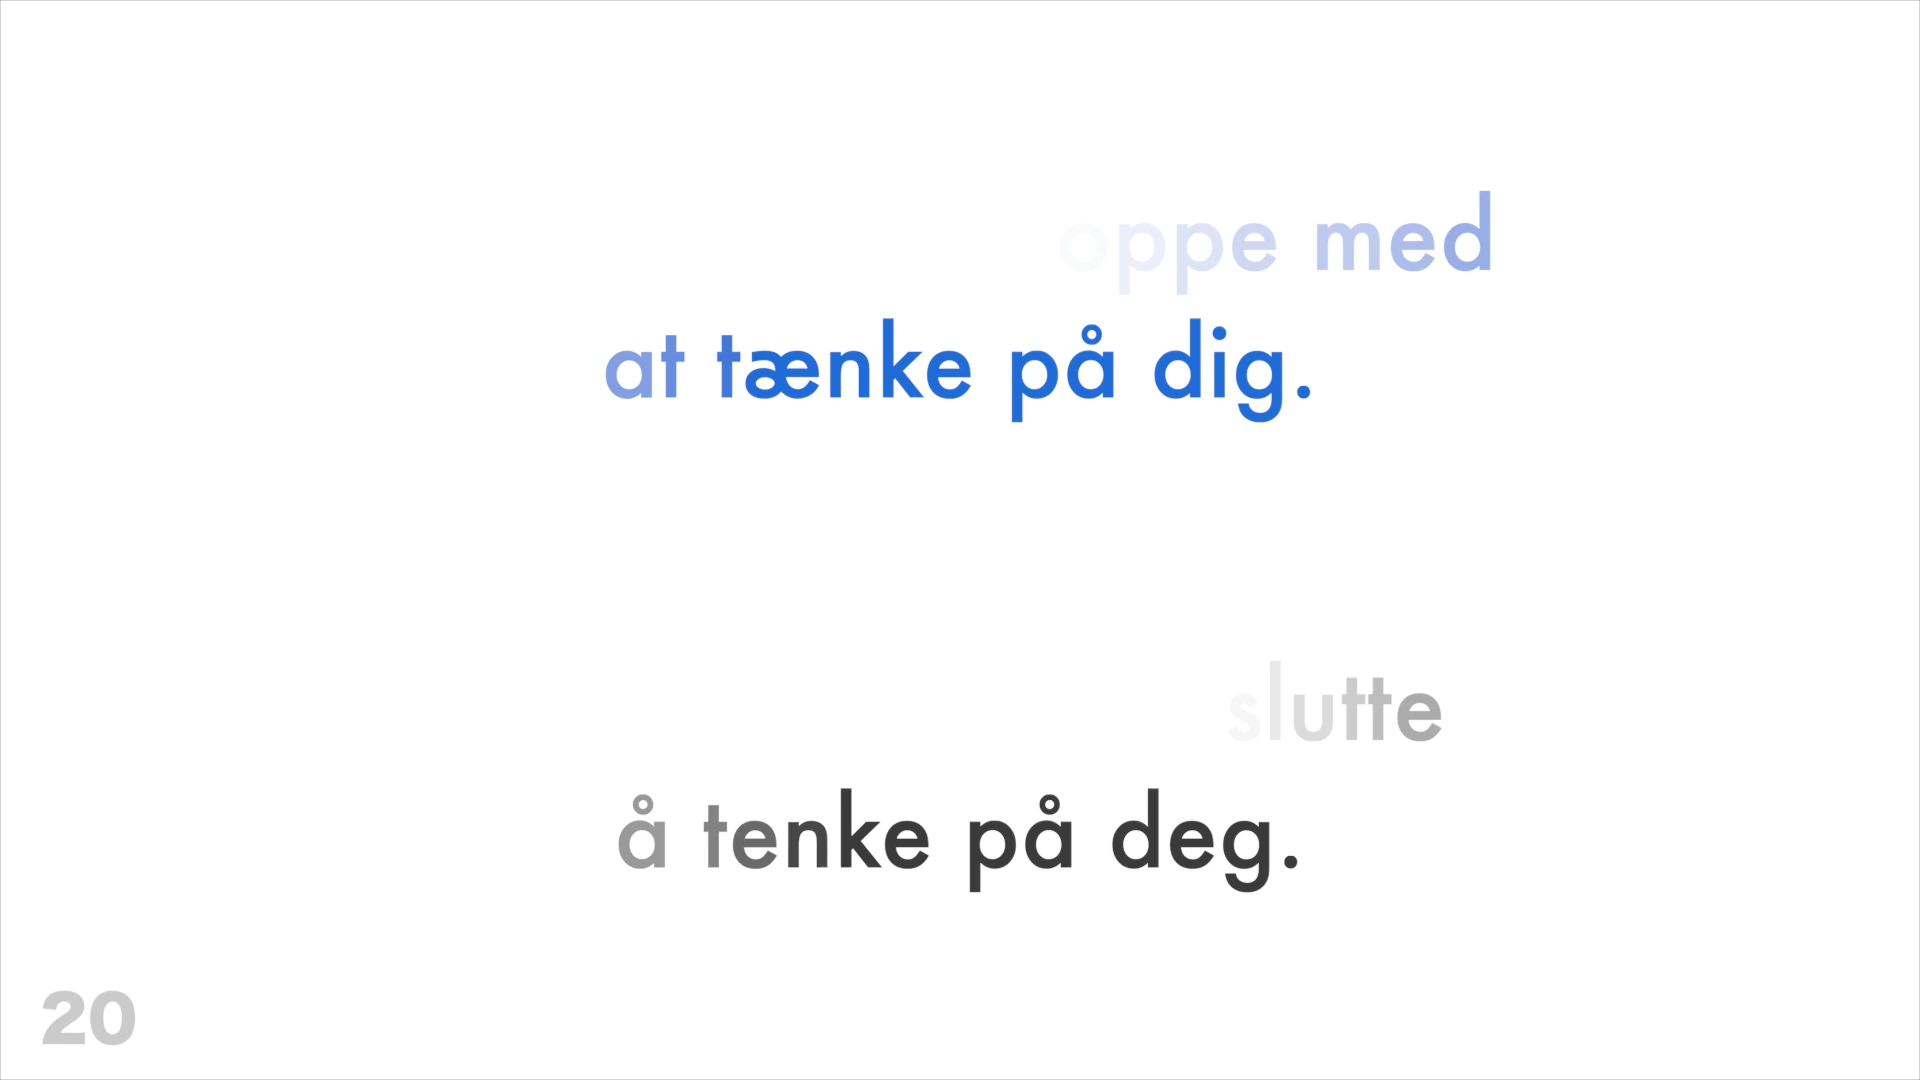 oppe med
at tænke på dig.
slutte
å tenke på deg.
20